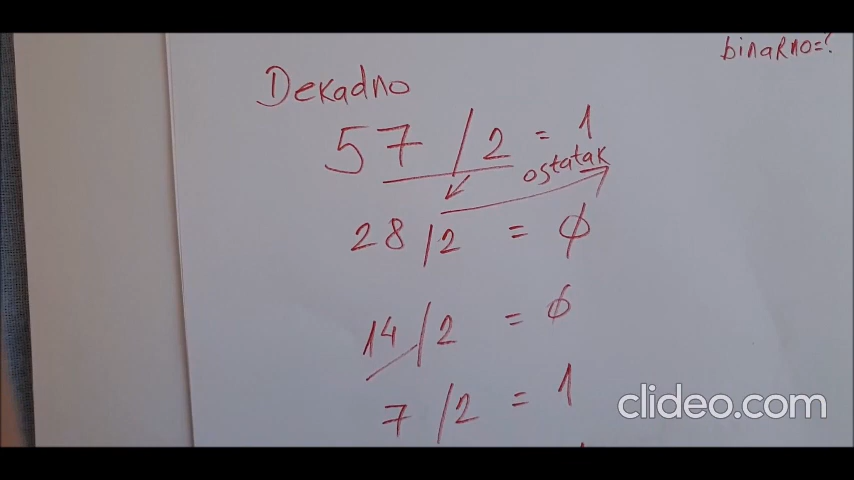 binarno=?
Dekadno
57 /2 = 1
ostatak
28 /2 = 0
14 /2 = 0
7 /2 = 1
clideo.com